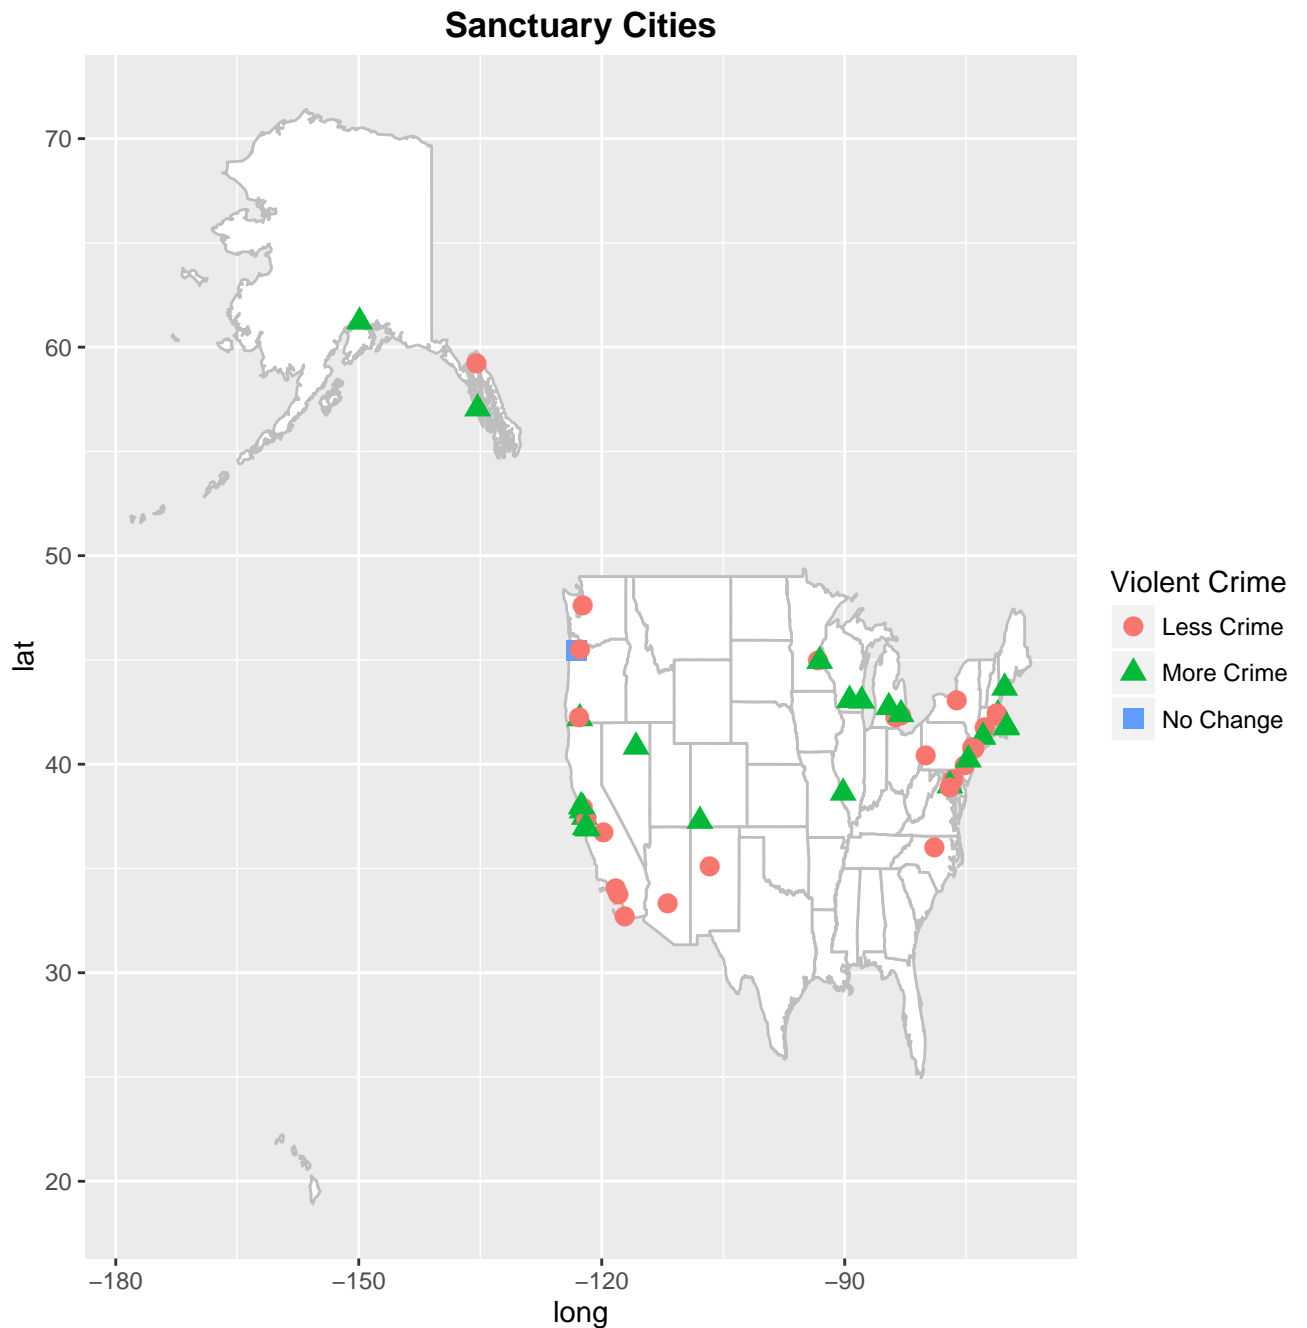 Sanctuary Cities
70
60
50
40
30
20
lat
−180
−150
−120
−90
long
Violent Crime
Less Crime
More Crime
No Change